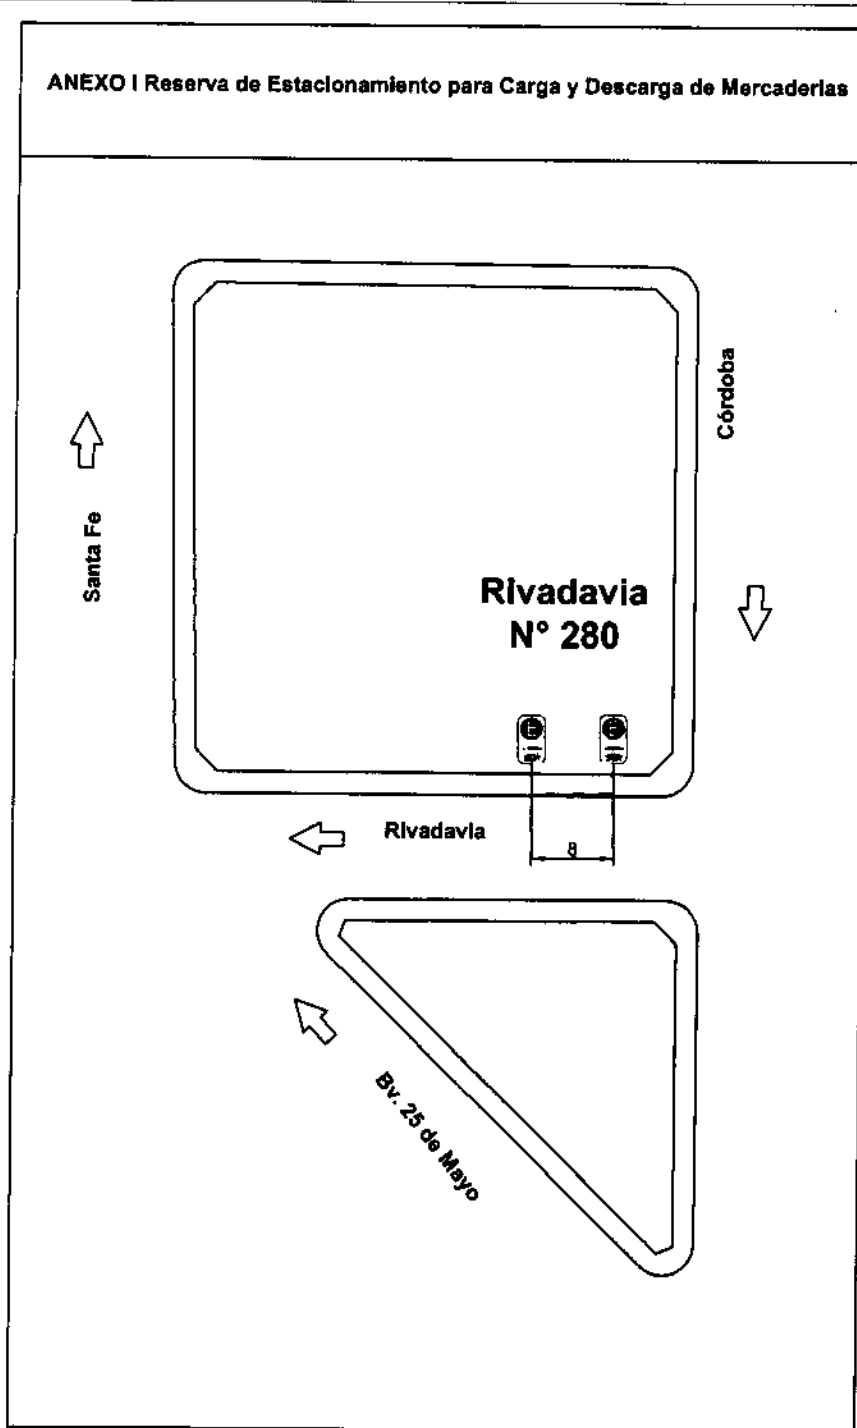 ANEXO I Reserva de Estacionamiento para Carga y Descarga de Mercaderías
Córdoba
Santa Fe
Rivadavia
N° 280
Rivadavia
8
Bv. 25 de Mayo